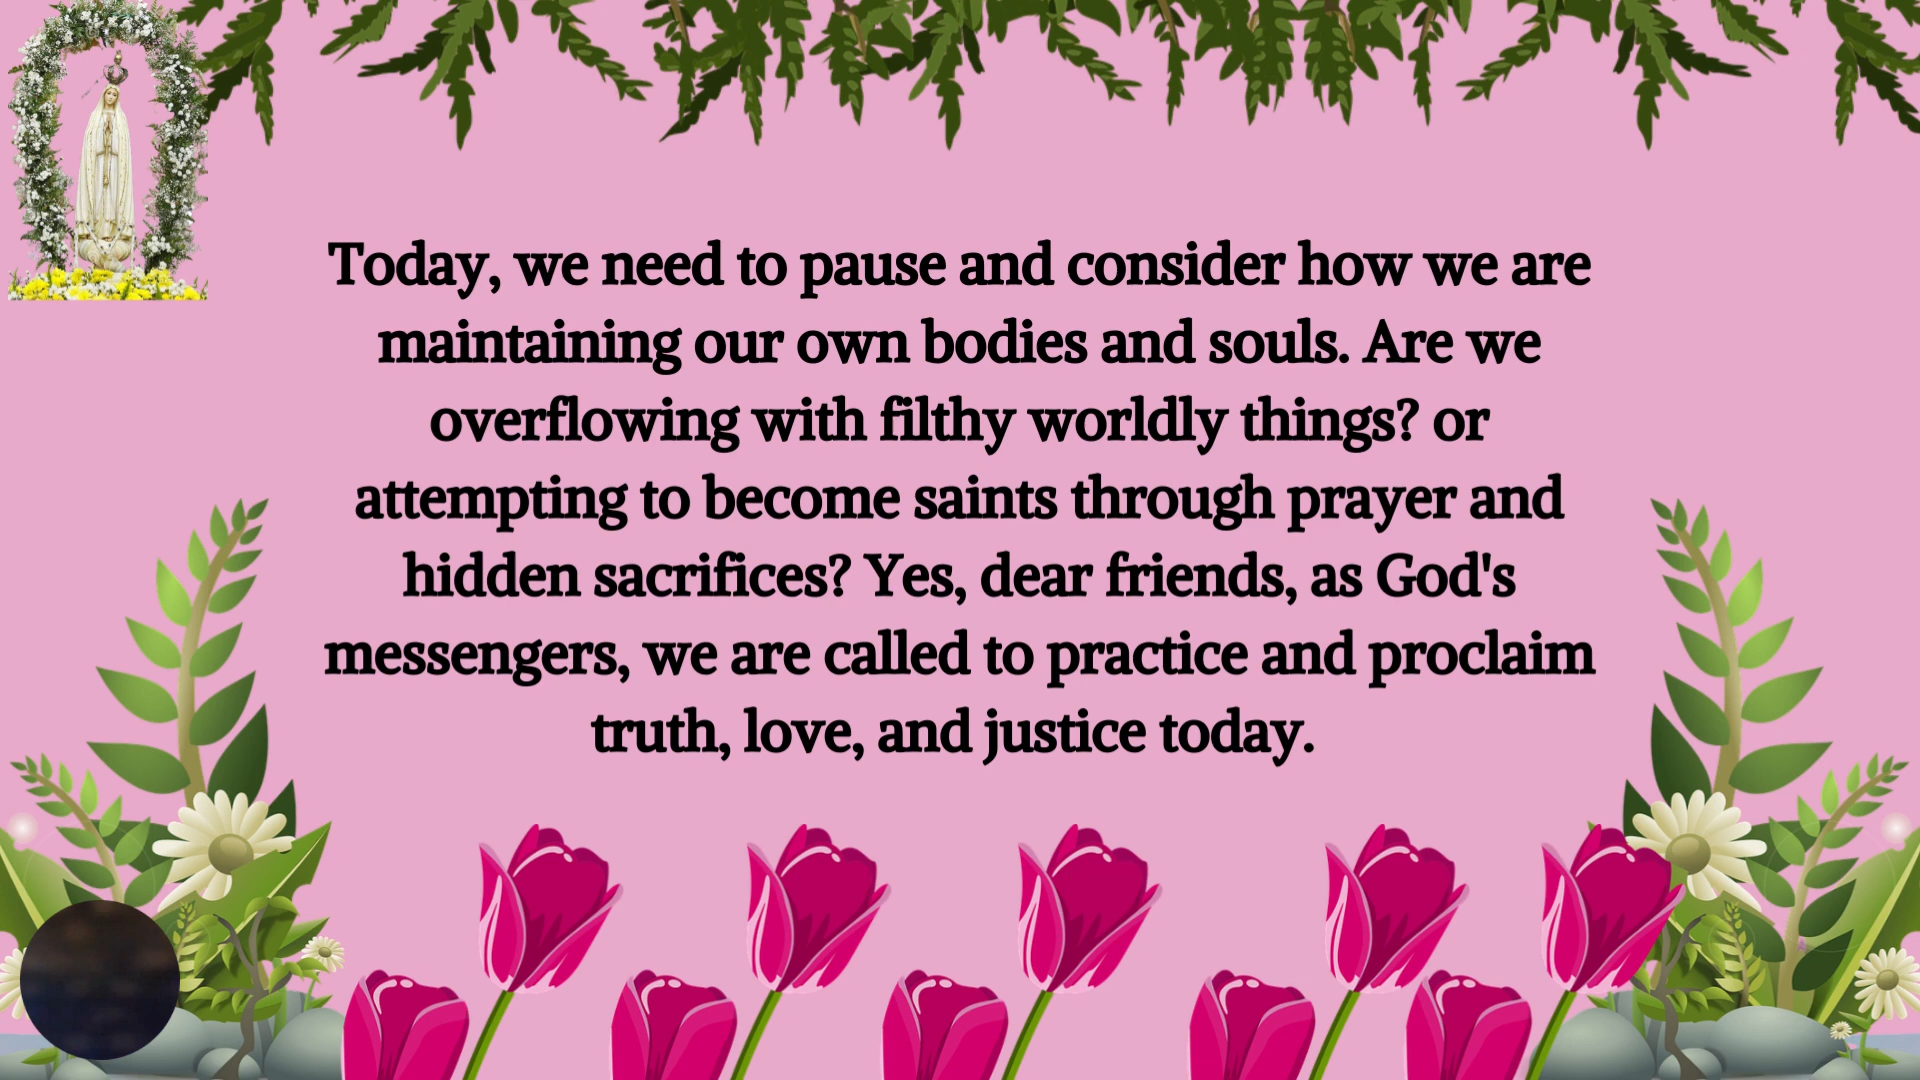 Today, we need to pause and consider how we are
maintaining our own bodies and souls. Are we
overflowing with filthy worldly things? or
attempting to become saints through prayer and
hidden sacrifices? Yes, dear friends, as God's
messengers, we are called to practice and proclaim
truth, love, and justice today.